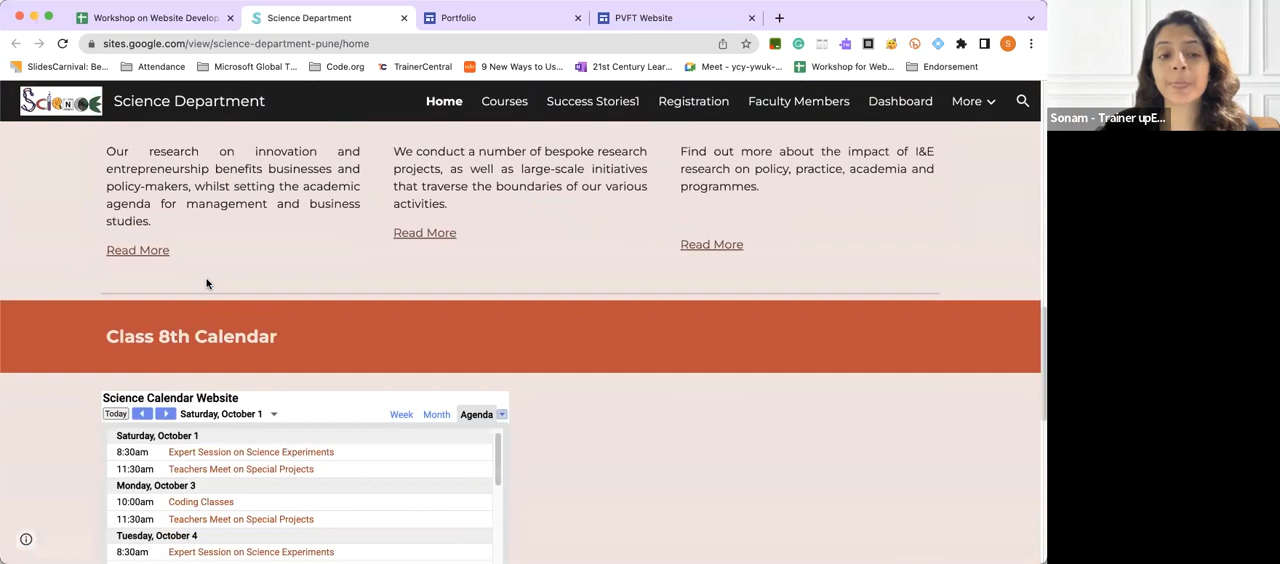 Workshop on Website Develop
Science Department
Portfolio
PVFT Website
sites.google.com/view/science-department-pune/home
S
SlidesCarnival: Be...
Attendance
Microsoft Global T...
Code.org
TrainerCentral
9 New Ways to Us...
21st Century Lear...
Meet - ycy-ywuk-...
Workshop for Web...
Endorsement
Sonam - Trainer upE...
Science
Science Department
Home
Courses
Success Stories1
Registration
Faculty Members
Dashboard
More
Our research on innovation and
entrepreneurship benefits businesses and
policy-makers, whilst setting the academic
agenda for management and business
studies.
Read More
We conduct a number of bespoke research
projects, as well as large-scale initiatives
that traverse the boundaries of our various
activities.
Read More
Find out more about the impact of I&E
research on policy, practice, academia and
programmes.
Read More
Class 8th Calendar
Science Calendar Website
Today
Saturday, October 1
Week
Month
Agenda
Saturday, October 1
8:30am Expert Session on Science Experiments
11:30am Teachers Meet on Special Projects
Monday, October 3
10:00am Coding Classes
11:30am Teachers Meet on Special Projects
Tuesday, October 4
8:30am Expert Session on Science Experiments